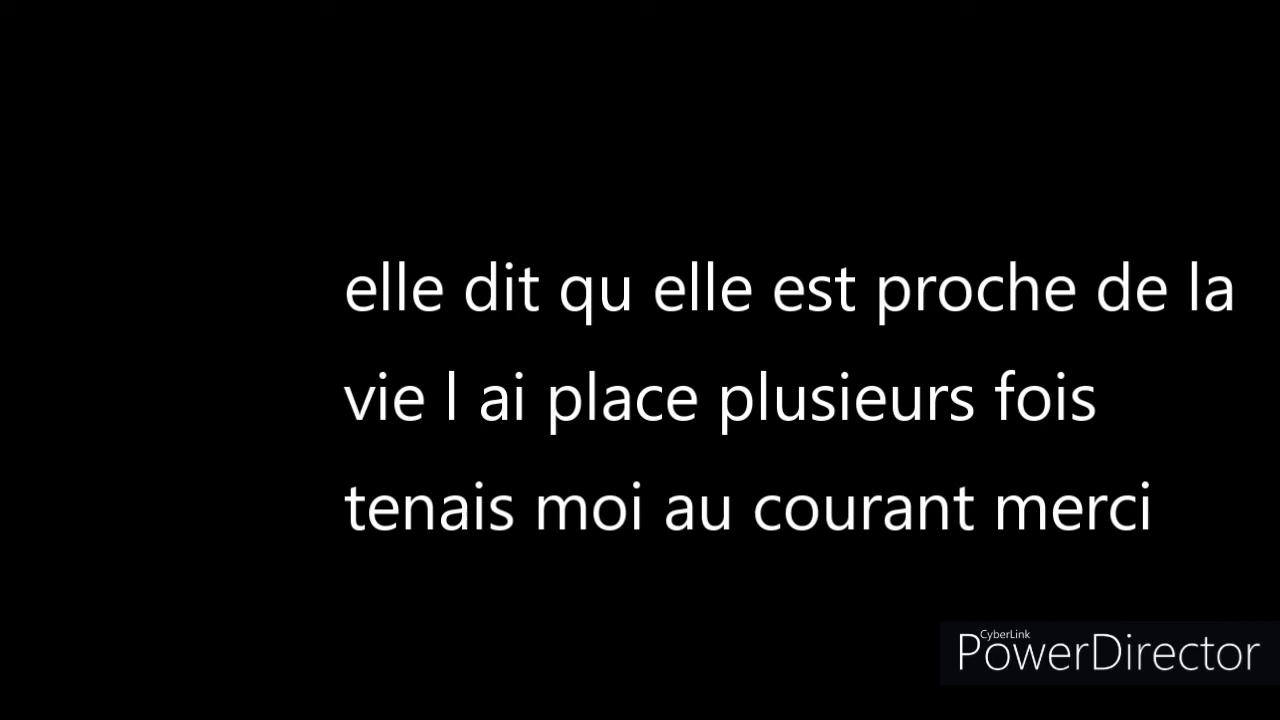 elle dit qu elle est proche de la
vie l ai place plusieurs fois
tenais moi au courant merci
CyberLink
PowerDirector